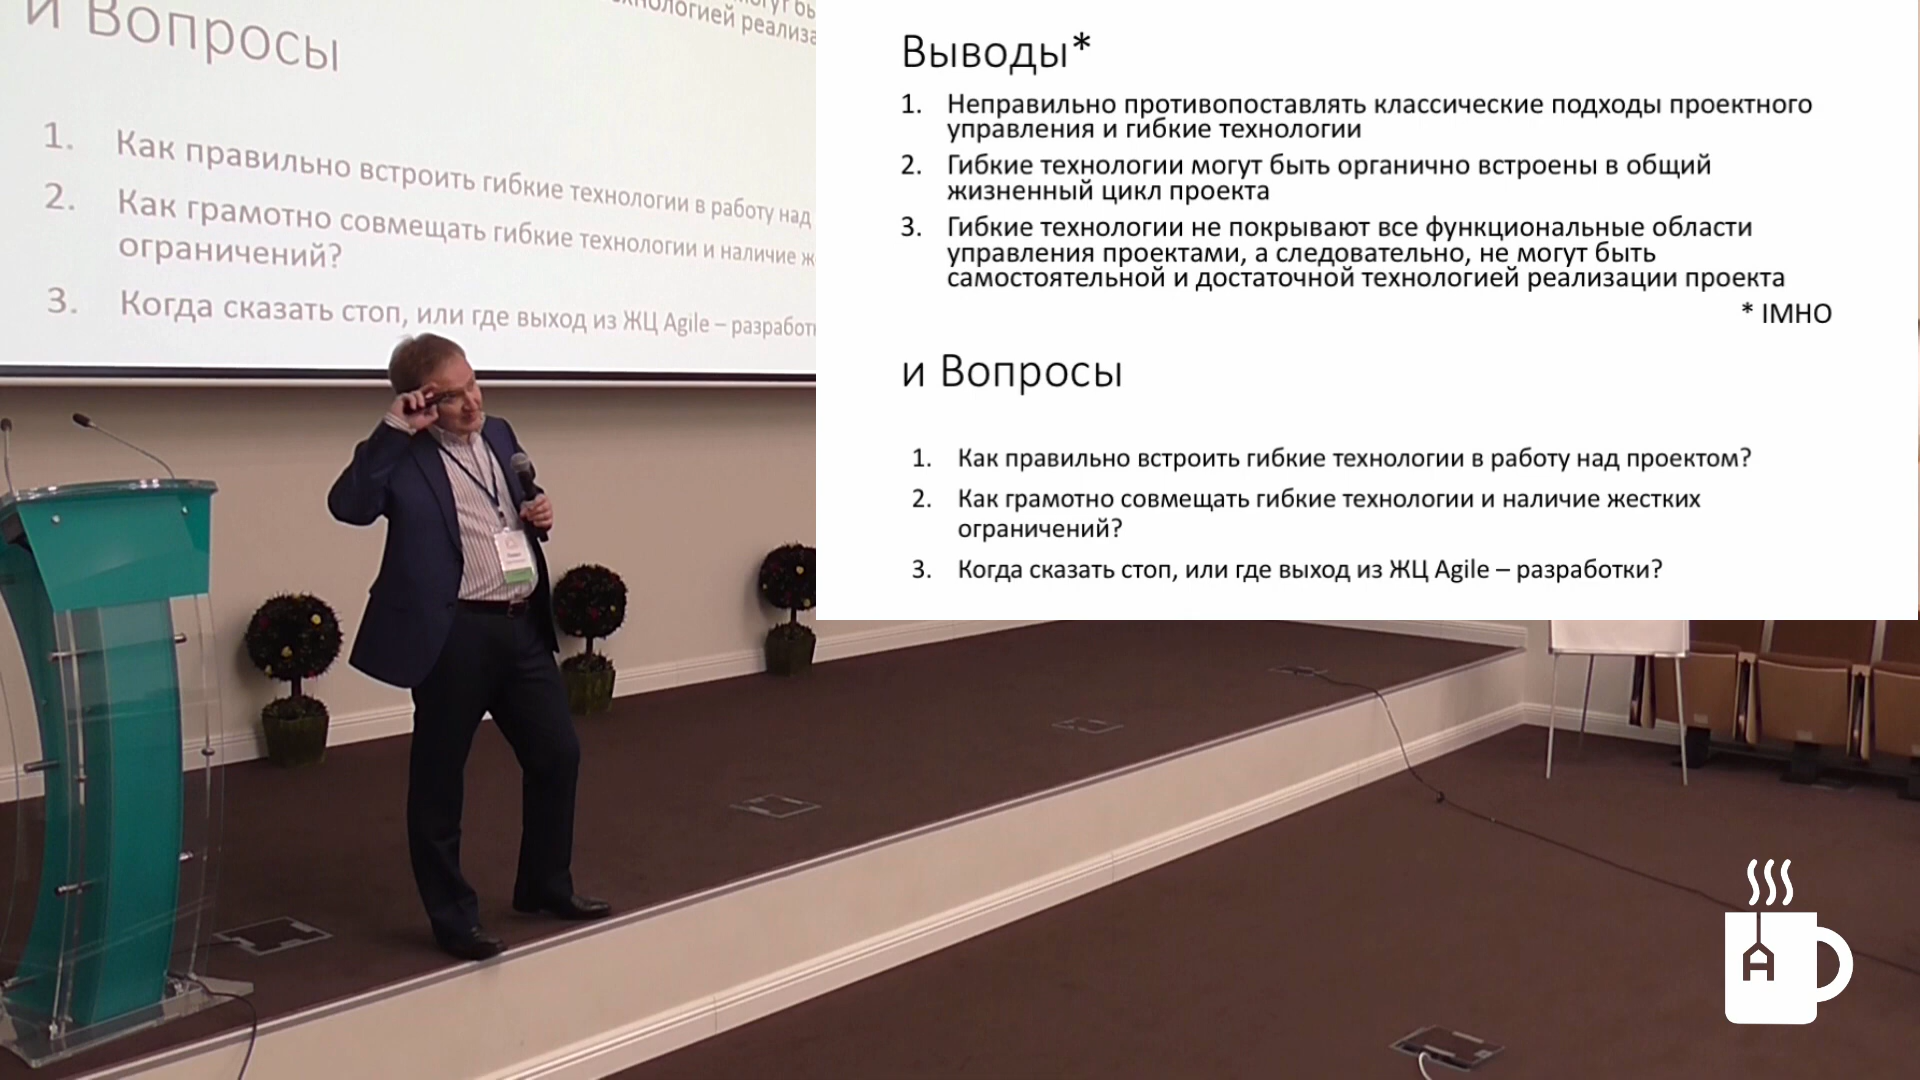 и Вопросы
технологией реализа
1. Как правильно встроить гибкие технологии в работу над
2. Как грамотно совмещать гибкие технологии и наличие ж
ограничений?
3. Когда сказать стоп, или где выход из ЖЦ Agile – разработк
Выводы*
1. Неправильно противопоставлять классические подходы проектного
управления и гибкие технологии
2. Гибкие технологии могут быть органично встроены в общий
жизненный цикл проекта
3. Гибкие технологии не покрывают все функциональные области
управления проектами, а следовательно, не могут быть
самостоятельной и достаточной технологией реализации проекта
* IMHO
и Вопросы
1. Как правильно встроить гибкие технологии в работу над проектом?
2. Как грамотно совмещать гибкие технологии и наличие жестких
ограничений?
3. Когда сказать стоп, или где выход из ЖЦ Agile – разработки?
A